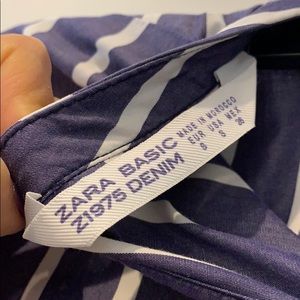 ZARA BASIC
Z1975 DENIM
MADE IN MOROCCO
EUR USA MEX
S S 26